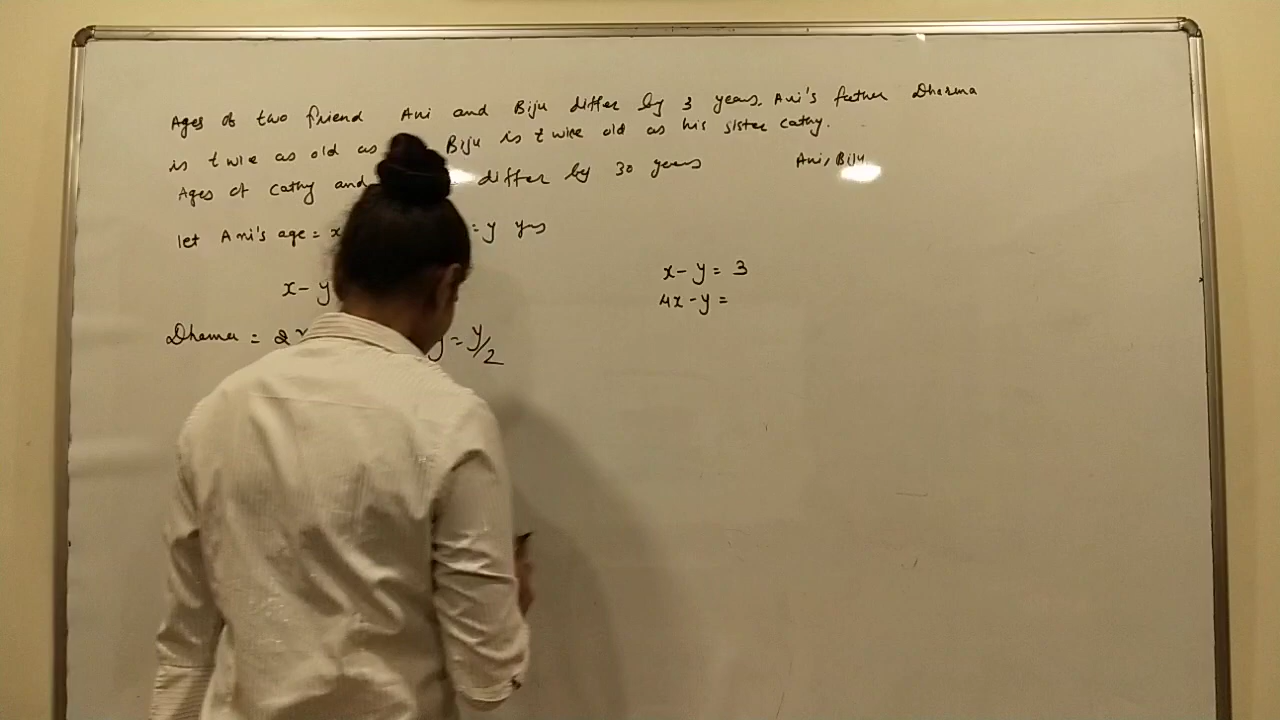 Ages of two friend Ani and Biju differ by 3 years. Ani's father Dharma
is twie as old as Biju is twice old as his sister Cathy.
Ages of Cathy and differ by 30 years Ani, Biju
let Ani's age = x = y yrs
x - y
x - y = 3
4x - y =
Dharma = 2 y = y/2